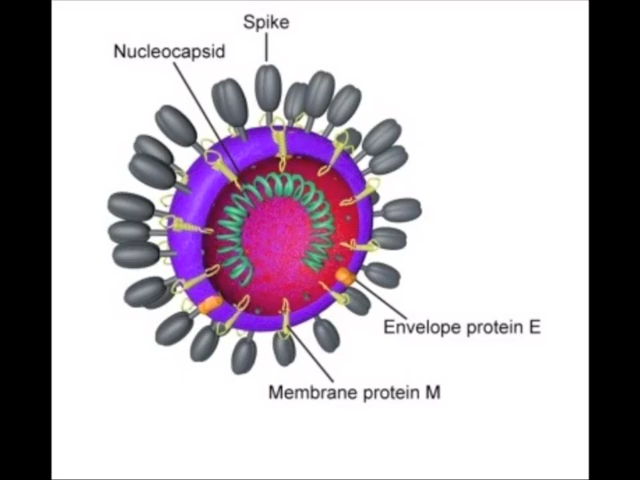 Spike
Nucleocapsid
Envelope protein E
Membrane protein M